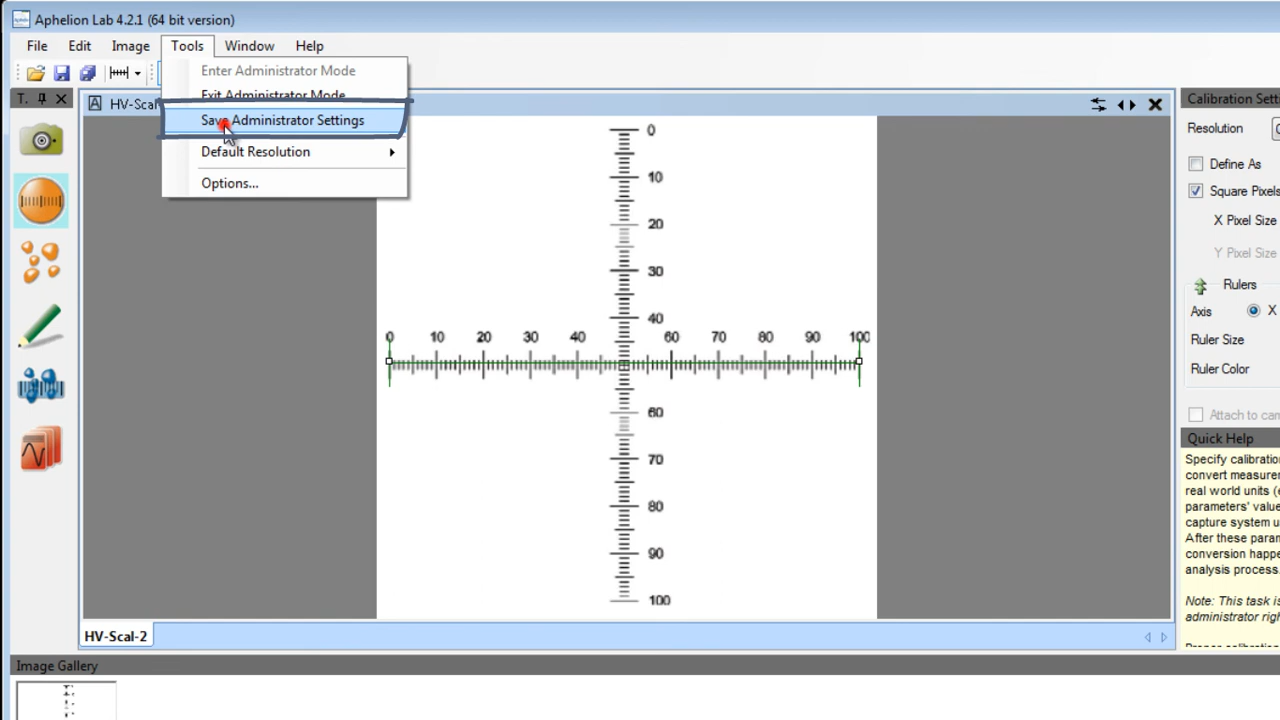 Aphelion Lab 4.2.1 (64 bit version)
File Edit Image Tools Window Help
Enter Administrator Mode
Exit Administrator Mode
Save Administrator Settings
Default Resolution
Options...
T.
HV-Scal
0
10
20
30
40
0 10 20 30 40 60 70 80 90 100
60
70
80
90
100
HV-Scal-2
Image Gallery
Calibration Setti
Resolution
Define As
Square Pixels
X Pixel Size
Y Pixel Size
Rulers
Axis X
Ruler Size
Ruler Color
Attach to cam
Quick Help
Specify calibration
convert measurem
real world units (e
parameters' value
capture system u
After these param
conversion happe
analysis process.
Note: This task is
administrator righ